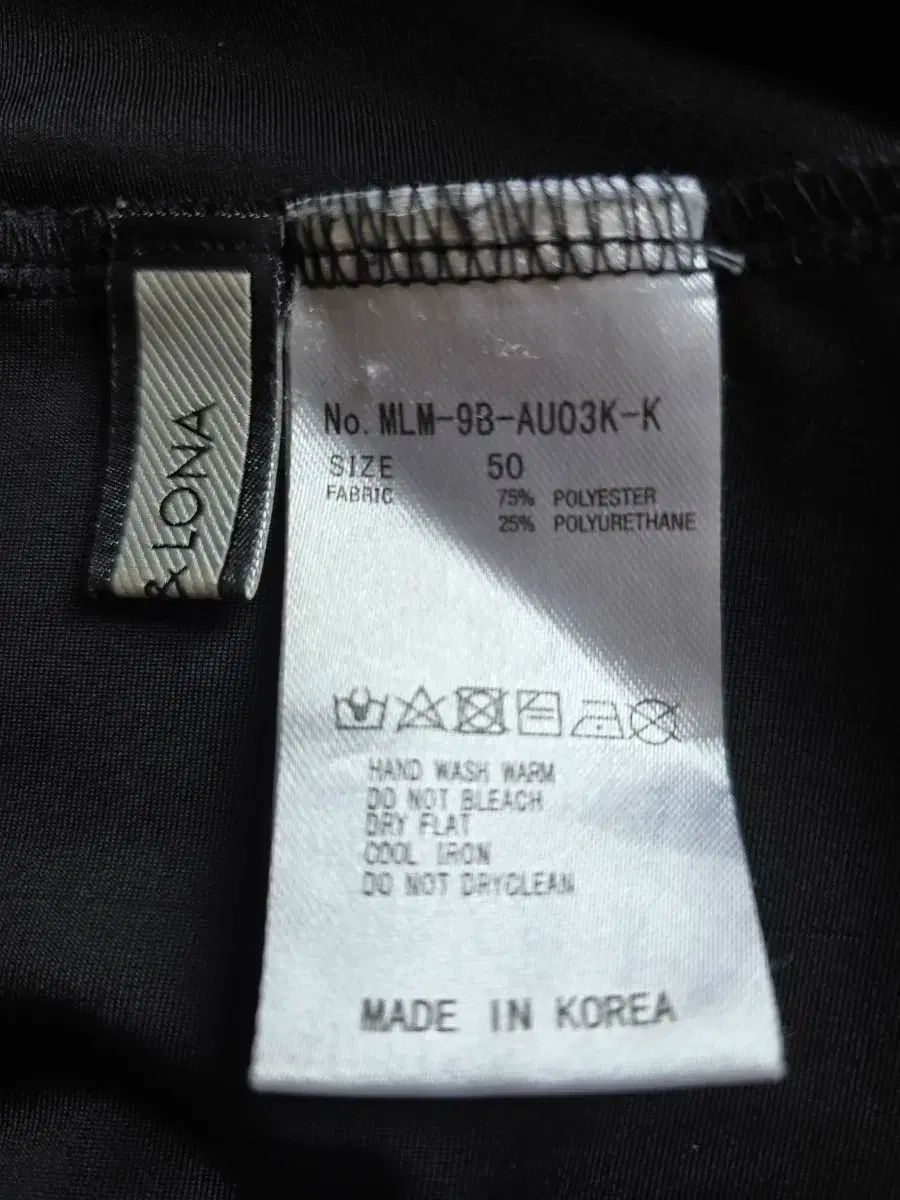 & LONA
No. MLM-9B-AU03K-K
SIZE 50
FABRIC 75% POLYESTER
25% POLYURETHANE
HAND WASH WARM
DO NOT BLEACH
DRY FLAT
COOL IRON
DO NOT DRYCLEAN
MADE IN KOREA